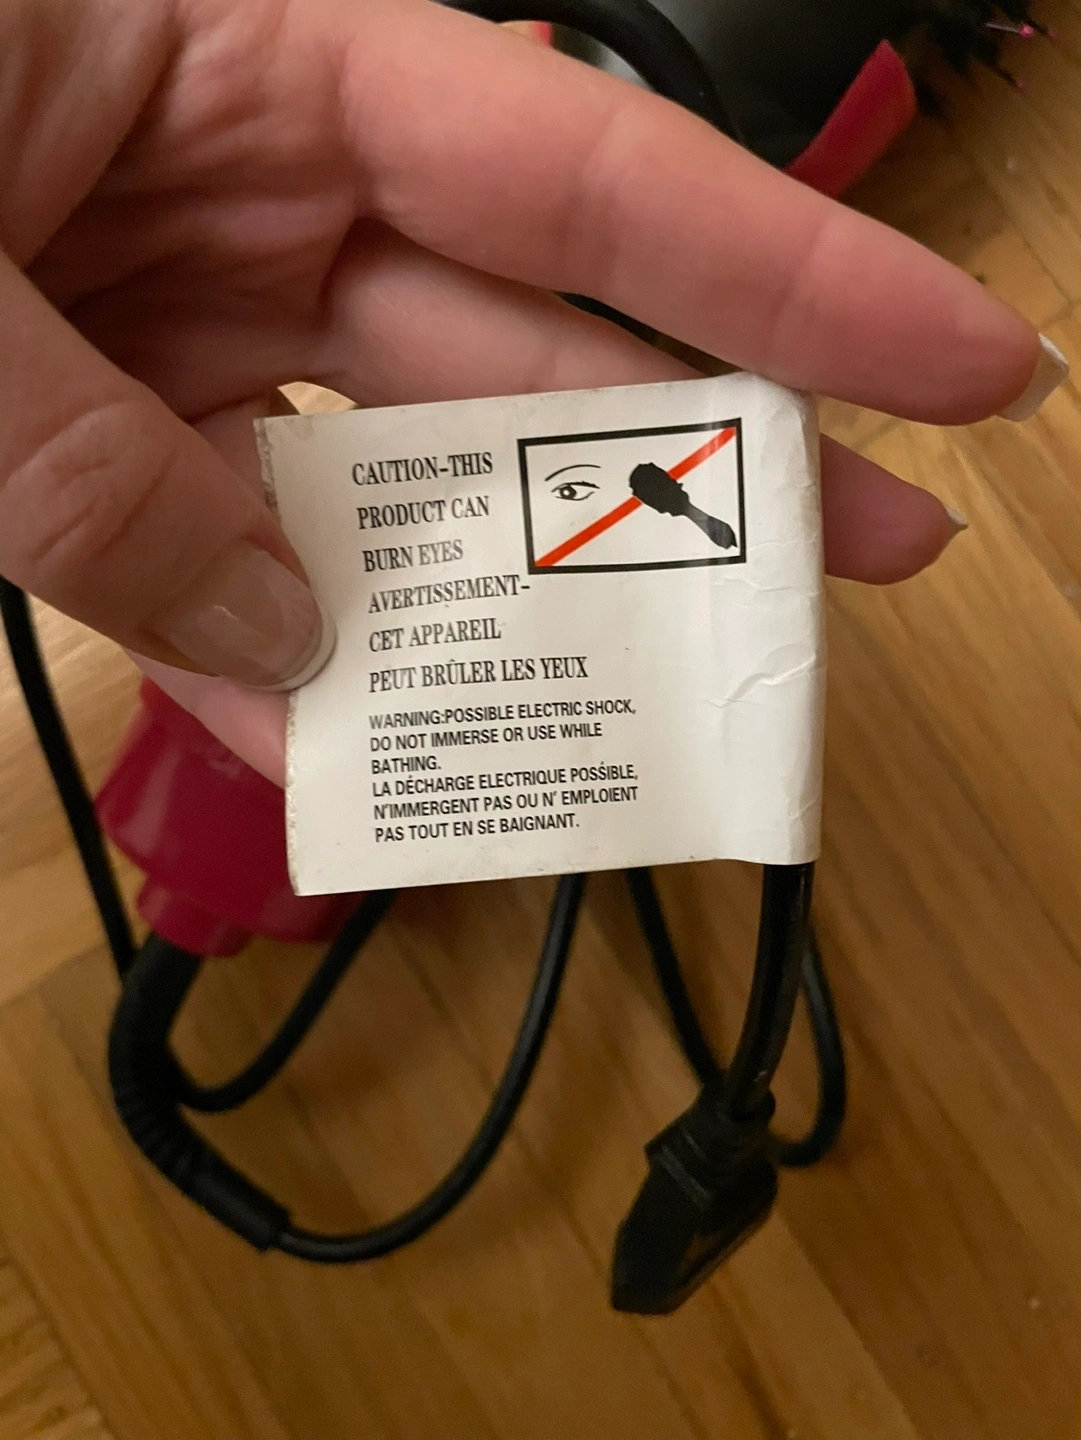 CAUTION-THIS
PRODUCT CAN
BURN EYES
AVERTISSEMENT-
CET APPAREIL
PEUT BRÛLER LES YEUX
WARNING:POSSIBLE ELECTRIC SHOCK,
DO NOT IMMERSE OR USE WHILE
BATHING.
LA DÉCHARGE ELECTRIQUE POSSIBLE,
N'IMMERGENT PAS OU N' EMPLOIENT
PAS TOUT EN SE BAIGNANT.